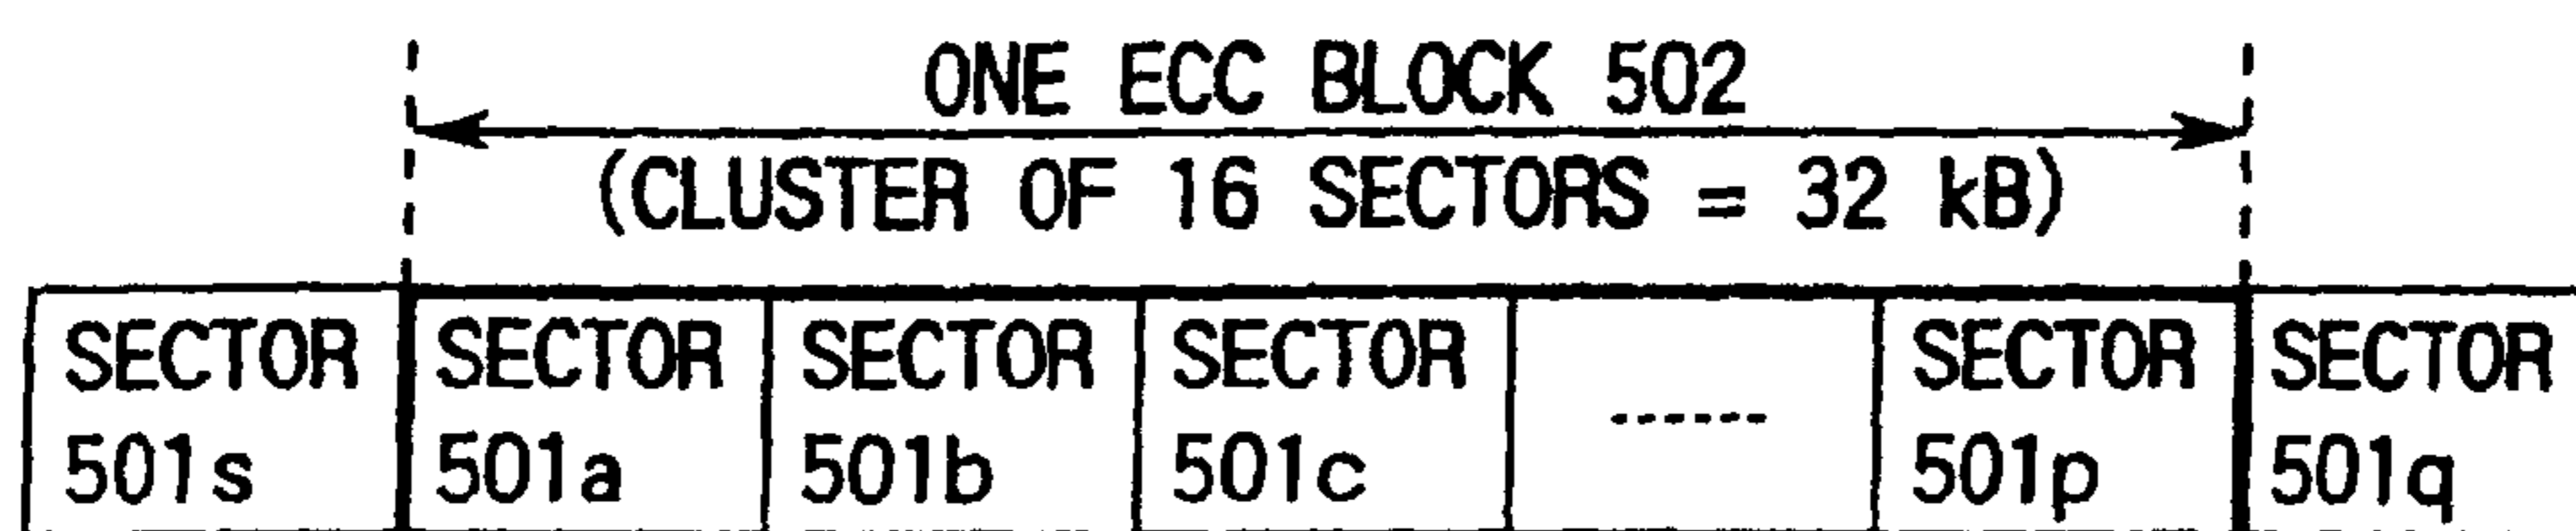 ONE ECC BLOCK 502
(CLUSTER OF 16 SECTORS = 32 kB)
SECTOR SECTOR SECTOR SECTOR SECTOR SECTOR
501s 501a 501b 501c ------ 501p 501q